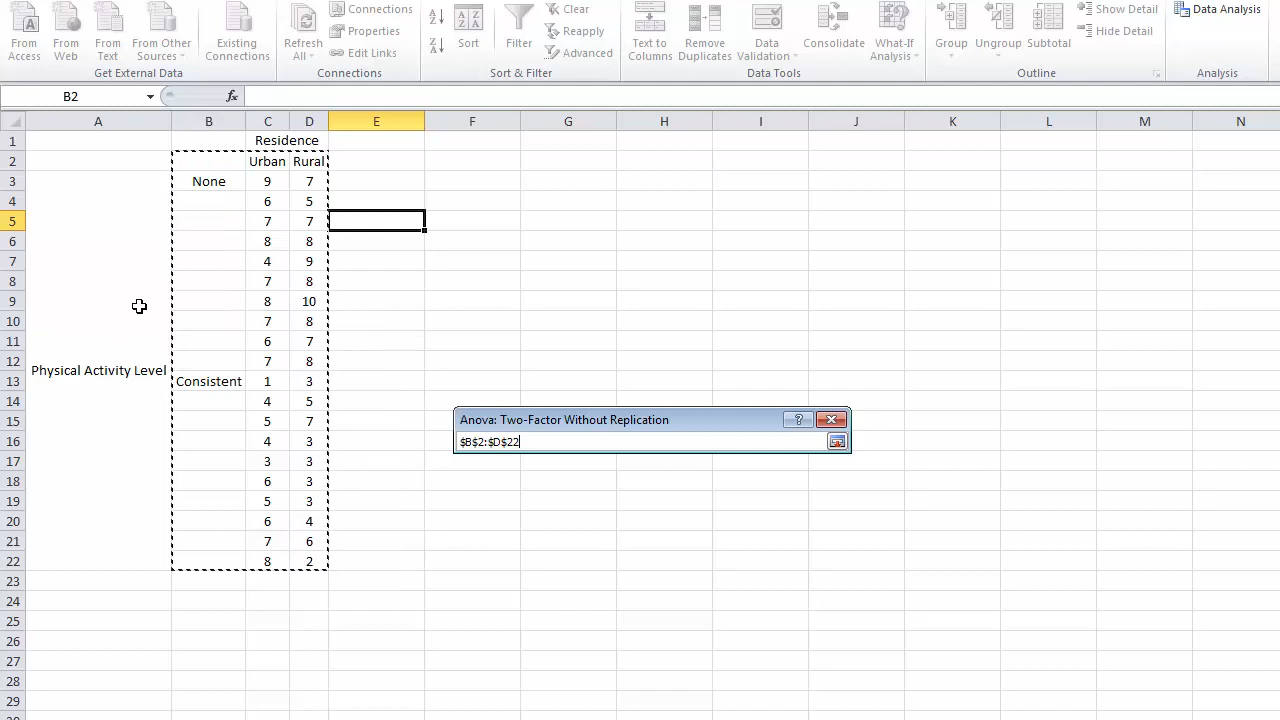 From Access
From Web
From Text
From Other Sources
Existing Connections
Get External Data
Refresh All
Connections
Properties
Edit Links
Connections
A Z
Z A
Sort
Filter
Clear
Reapply
Advanced
Sort & Filter
Text to Columns
Remove Duplicates
Data Validation
Consolidate
What-If Analysis
Data Tools
Group
Ungroup
Subtotal
Show Detail
Hide Detail
Outline
Data Analysis
Analysis
B2 fx
A B C D E F G H I J K L M N
1 Residence
2 Urban Rural
3 None 9 7
4 6 5
5 7 7
6 8 8
7 4 9
8 7 8
9 8 10
10 7 8
11 6 7
12 7 8
Physical Activity Level
13 Consistent 1 3
14 4 5
15 5 7
16 4 3
17 3 3
18 6 3
19 5 3
20 6 4
21 7 6
22 8 2
23
24
25
26
27
28
29
Anova: Two-Factor Without Replication ?
$B$2:$D$22